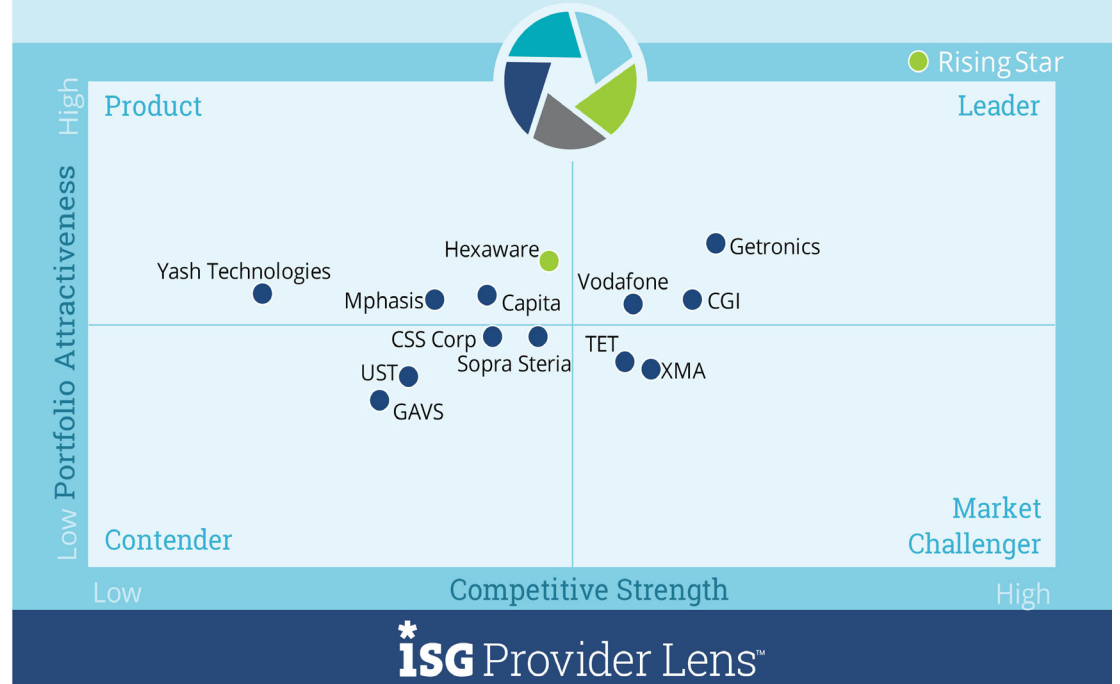 Rising Star
High
Product
Leader
Portfolio Attractiveness
Hexaware
Getronics
Yash Technologies
Vodafone
Mphasis
Capita
CGI
CSS Corp
TET
Sopra Steria
UST
XMA
GAVS
Market
Challenger
Contender
Low
Low
Competitive Strength
High
*isg Provider Lens™